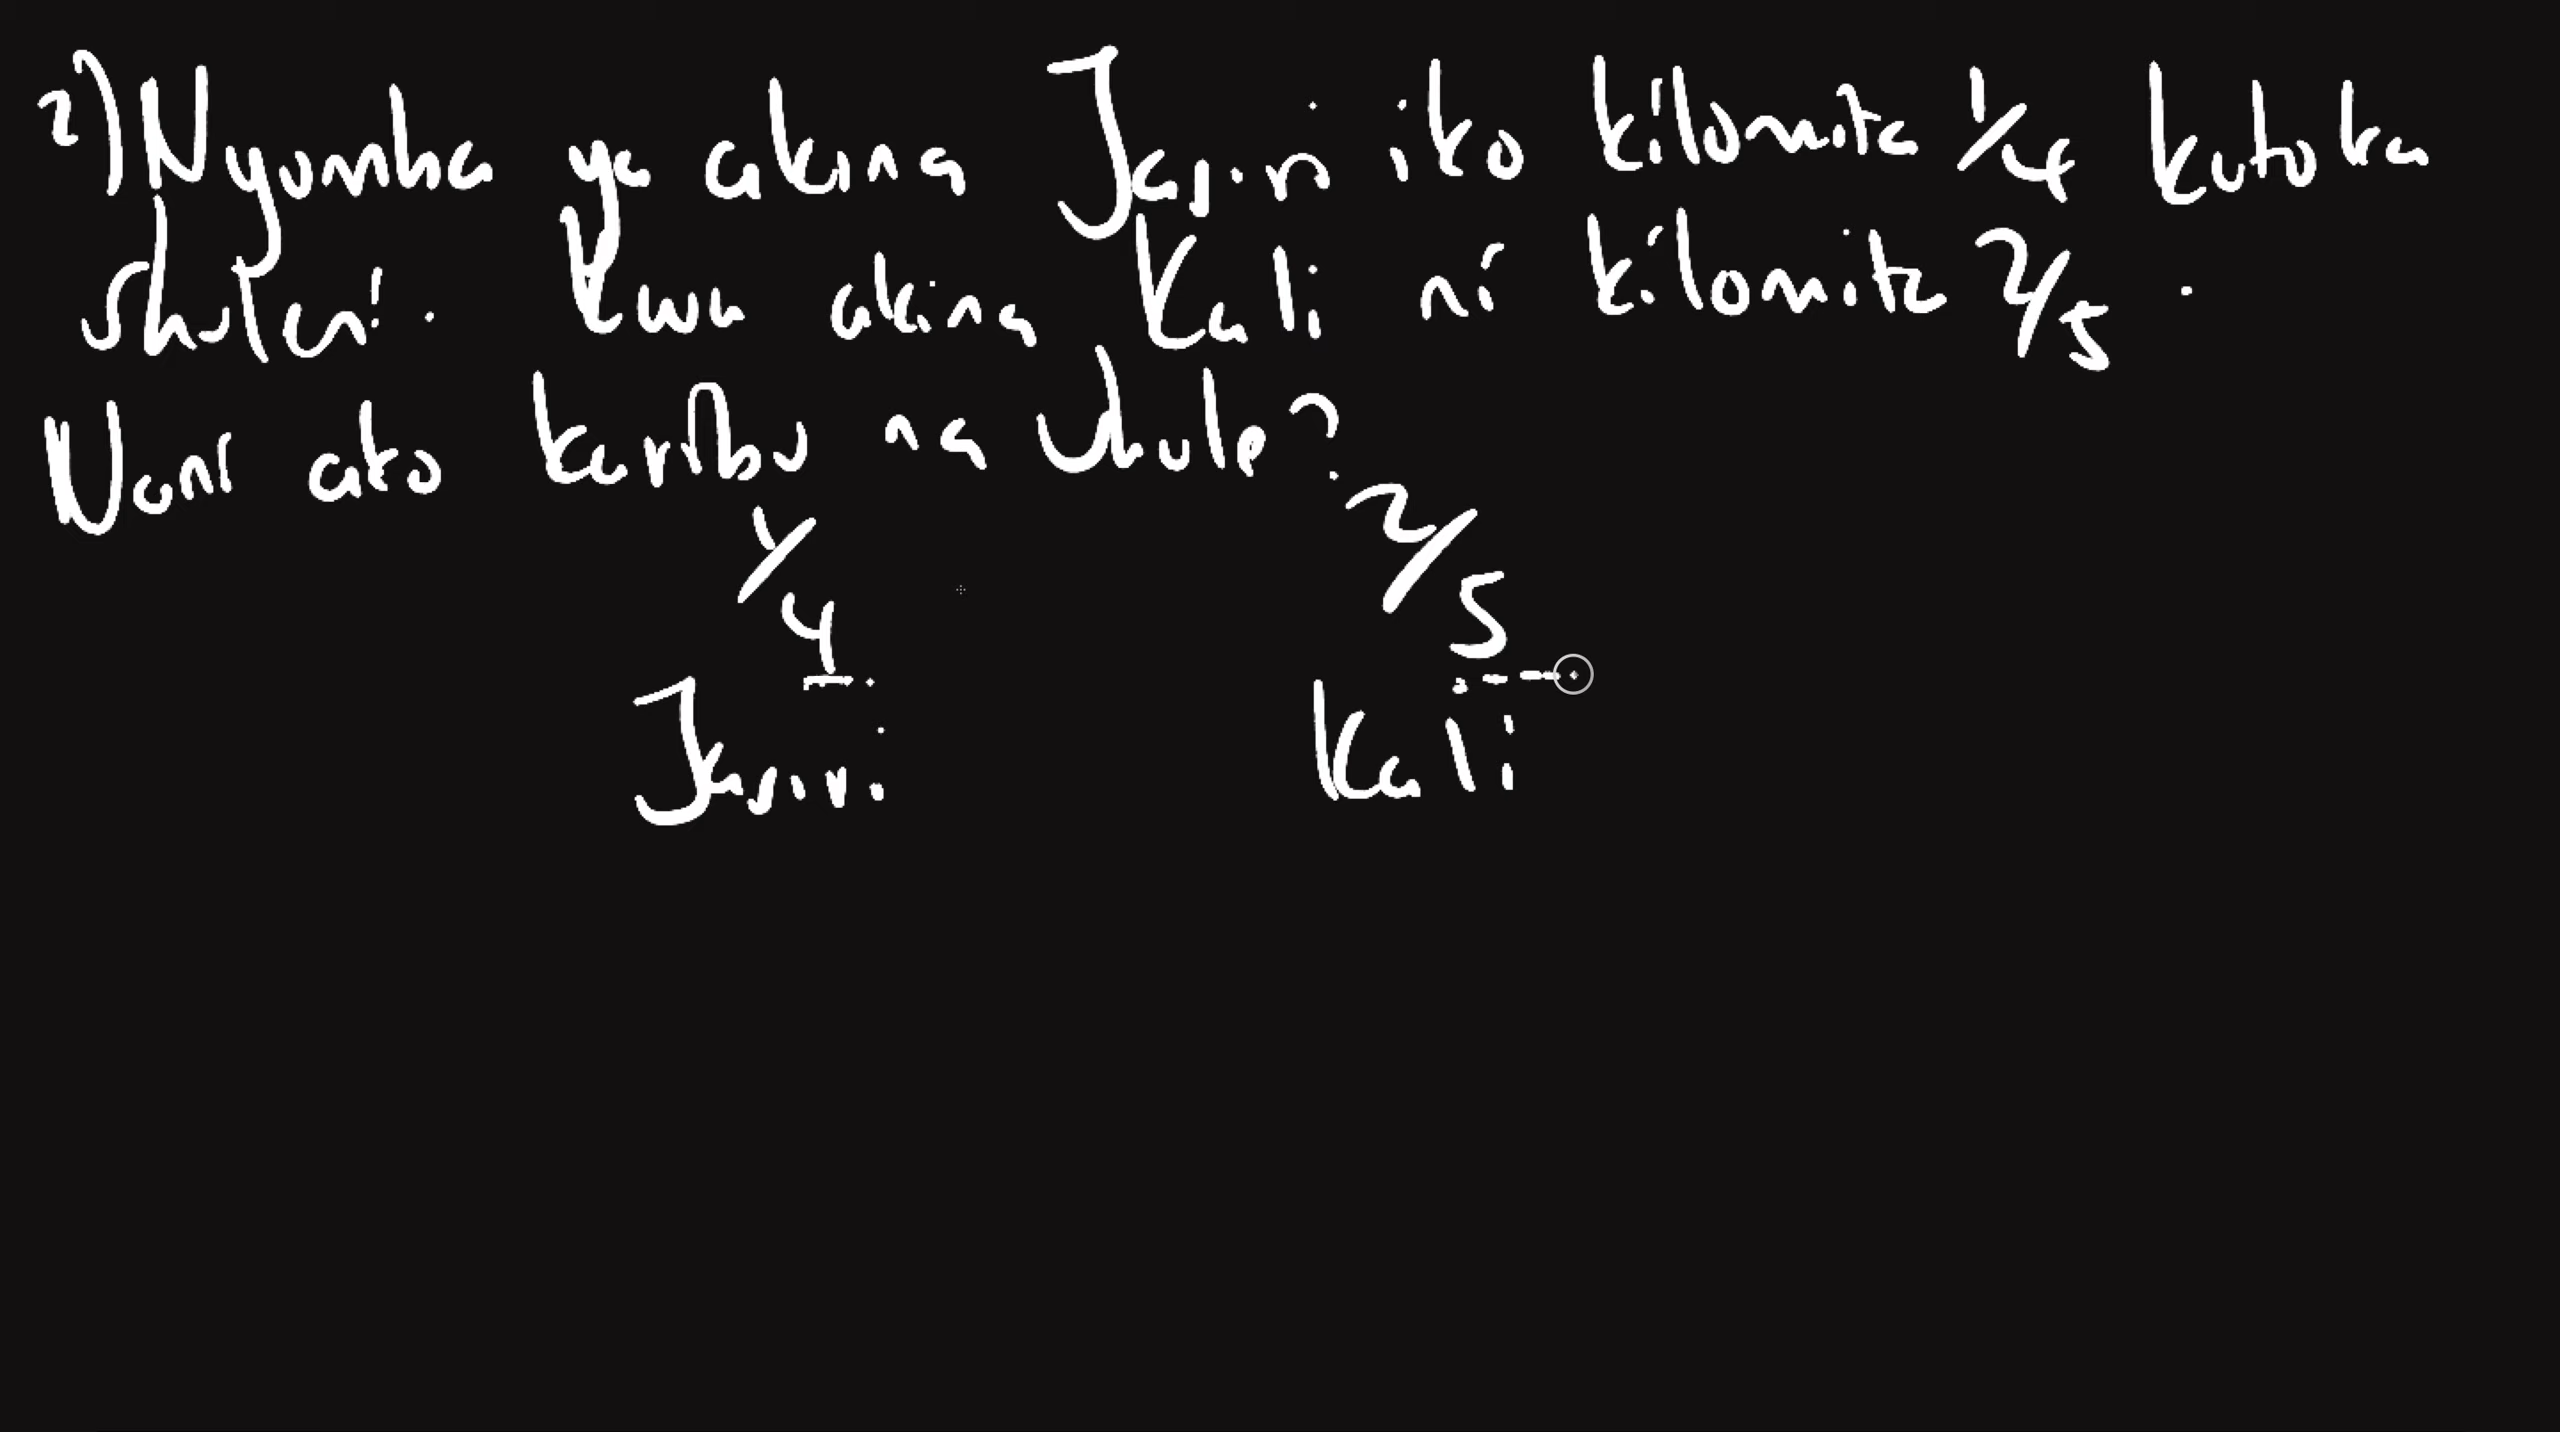 2) Nyumba ya akina Jasiri iko kilomita 1/4 kutoka
shuleni. Kwa akina Kali ni kilomita 2/5.
Nani ako karibu na shule?
1/4 2/5
Jasiri Kali